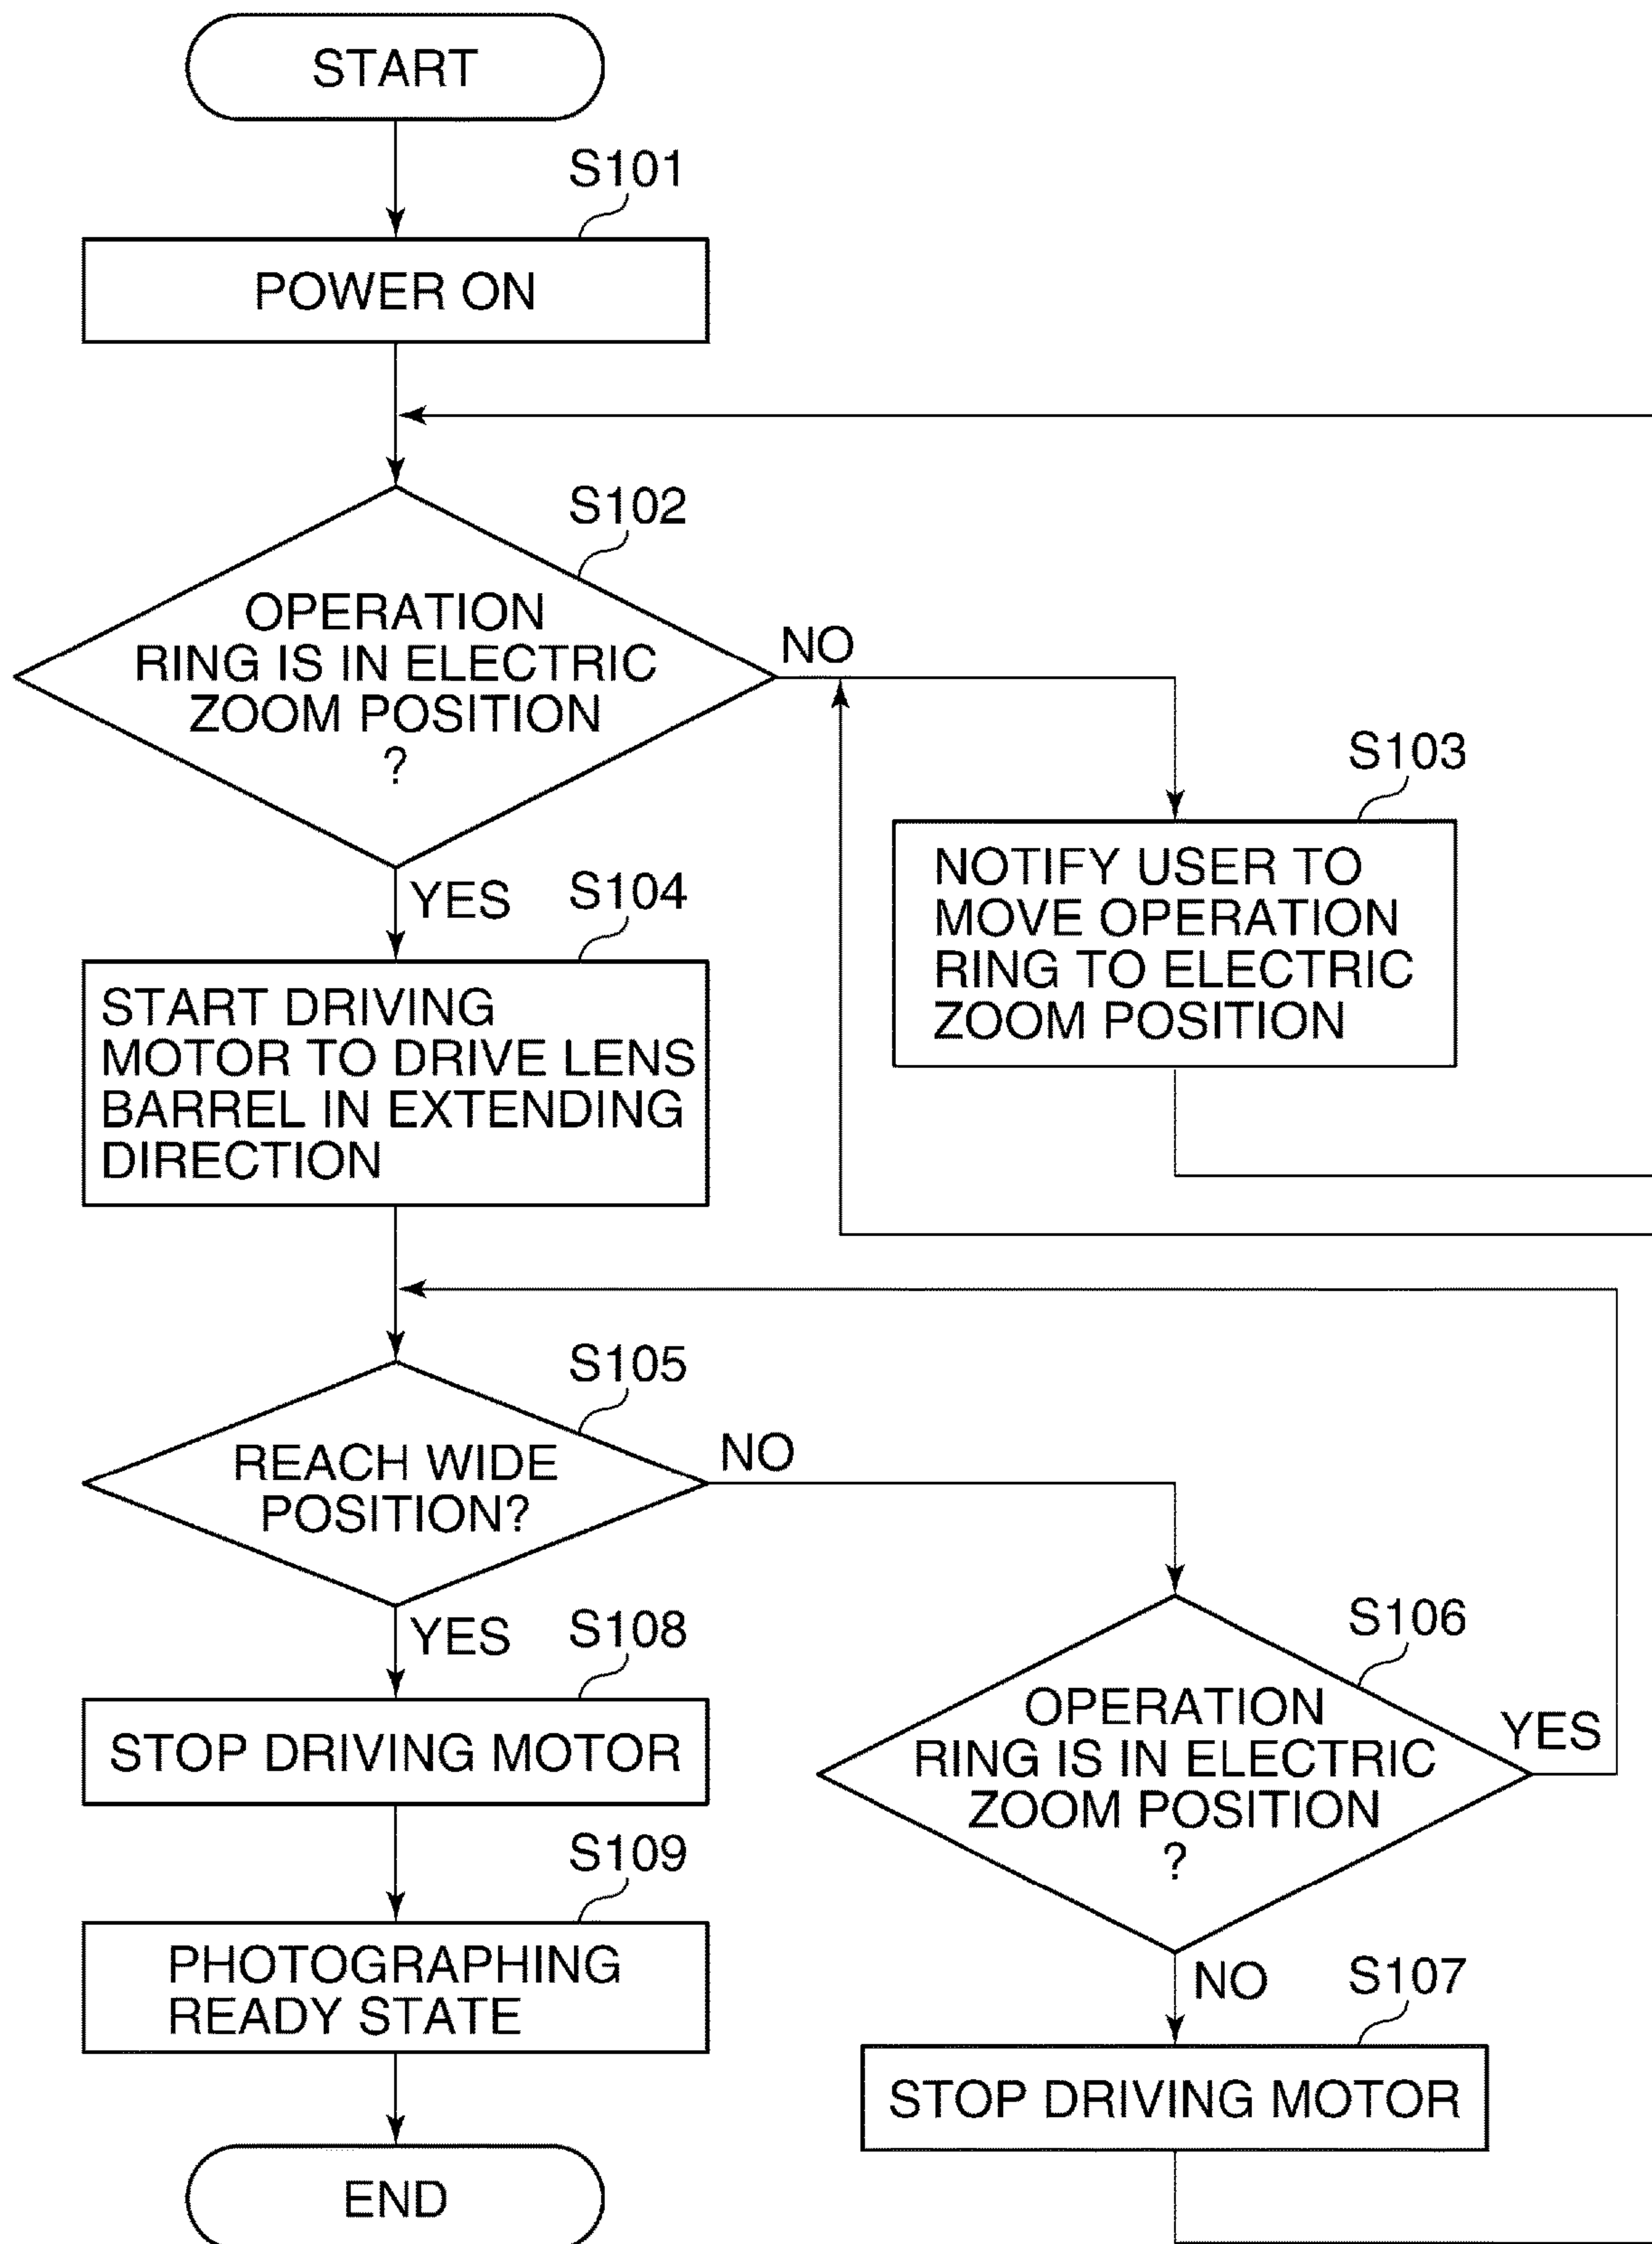 START
S101
POWER ON
S102
OPERATION
RING IS IN ELECTRIC
ZOOM POSITION
?
NO
S103
NOTIFY USER TO
MOVE OPERATION
RING TO ELECTRIC
ZOOM POSITION
YES
S104
START DRIVING
MOTOR TO DRIVE LENS
BARREL IN EXTENDING
DIRECTION
S105
REACH WIDE
POSITION?
NO
S106
OPERATION
RING IS IN ELECTRIC
ZOOM POSITION
?
YES
NO
S107
STOP DRIVING MOTOR
YES
S108
STOP DRIVING MOTOR
S109
PHOTOGRAPHING
READY STATE
END